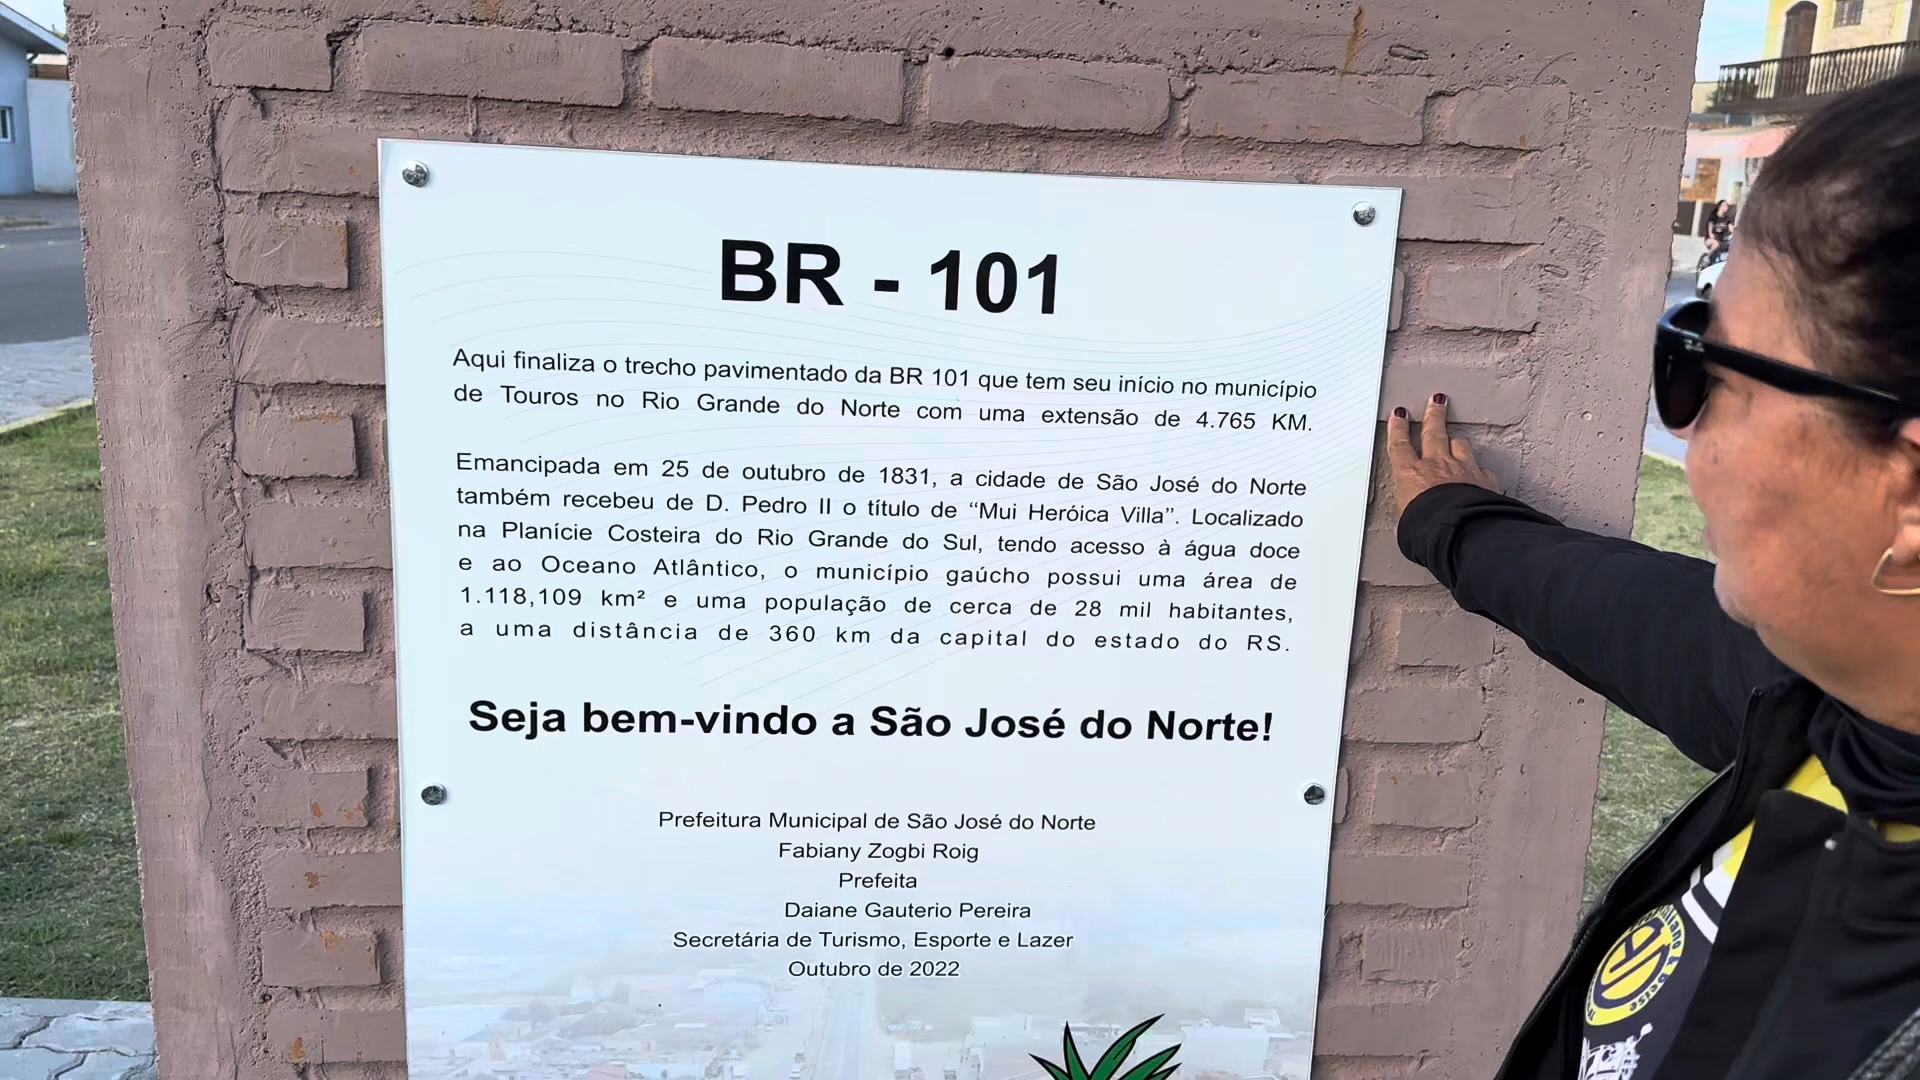 BR - 101
Aqui finaliza o trecho pavimentado da BR 101 que tem seu início no município
de Touros no Rio Grande do Norte com uma extensão de 4.765 KM.
Emancipada em 25 de outubro de 1831, a cidade de São José do Norte
também recebeu de D. Pedro II o título de “Mui Heróica Villa”. Localizado
na Planície Costeira do Rio Grande do Sul, tendo acesso à água doce
e ao Oceano Atlântico, o município gaúcho possui uma área de
1.118,109 km² e uma população de cerca de 28 mil habitantes,
a uma distância de 360 km da capital do estado do RS.
Seja bem-vindo a São José do Norte!
Prefeitura Municipal de São José do Norte
Fabiany Zogbi Roig
Prefeita
Daiane Gauterio Pereira
Secretária de Turismo, Esporte e Lazer
Outubro de 2022